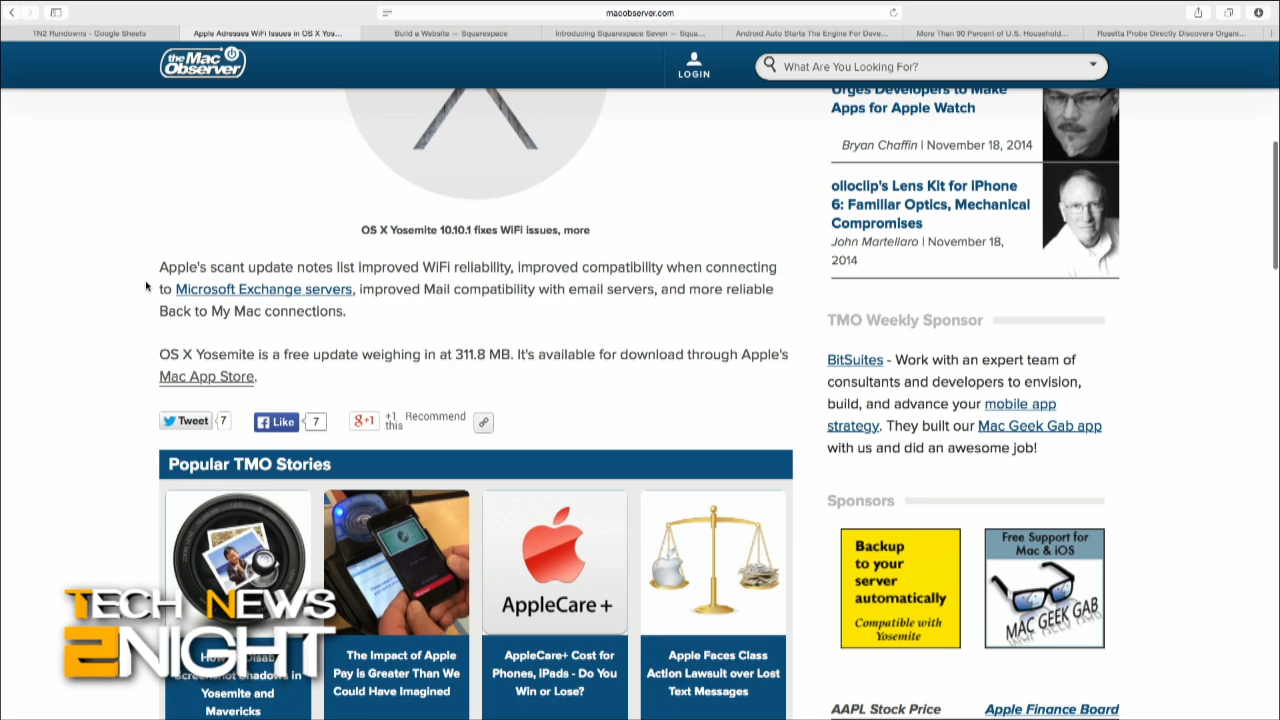 macobserver.com
TN2 Rundowns - Google Sheets
Apple Adresses WiFi Issues in OS X Yos...
Build a Website — Squarespace
Introducing Squarespace Seven — Squa...
Android Auto Starts The Engine For Deve...
More Than 90 Percent of U.S. Household...
Rosetta Probe Directly Discovers Organi...
the Mac
Observer
LOGIN
What Are You Looking For?
Urges Developers to Make
Apps for Apple Watch
Bryan Chaffin | November 18, 2014
olloclip's Lens Kit for iPhone
6: Familiar Optics, Mechanical
Compromises
John Martellaro | November 18,
2014
OS X Yosemite 10.10.1 fixes WiFi issues, more
Apple's scant update notes list improved WiFi reliability, improved compatibility when connecting
to Microsoft Exchange servers, improved Mail compatibility with email servers, and more reliable
Back to My Mac connections.
OS X Yosemite is a free update weighing in at 311.8 MB. It's available for download through Apple's
Mac App Store.
Tweet 7
Like 7
g+1
+1 Recommend
this
TMO Weekly Sponsor
BitSuites - Work with an expert team of
consultants and developers to envision,
build, and advance your mobile app
strategy. They built our Mac Geek Gab app
with us and did an awesome job!
Popular TMO Stories
AppleCare+
in
Yosemite and
Mavericks
The Impact of Apple
Pay is Greater Than We
Could Have Imagined
AppleCare+ Cost for
Phones, iPads - Do You
Win or Lose?
Apple Faces Class
Action Lawsuit over Lost
Text Messages
Sponsors
Backup
to your
server
automatically
Compatible with
Yosemite
Free Support for
Mac & iOS
MAC GEEK GAB
AAPL Stock Price
Apple Finance Board
TECH NEWS
2NIGHT